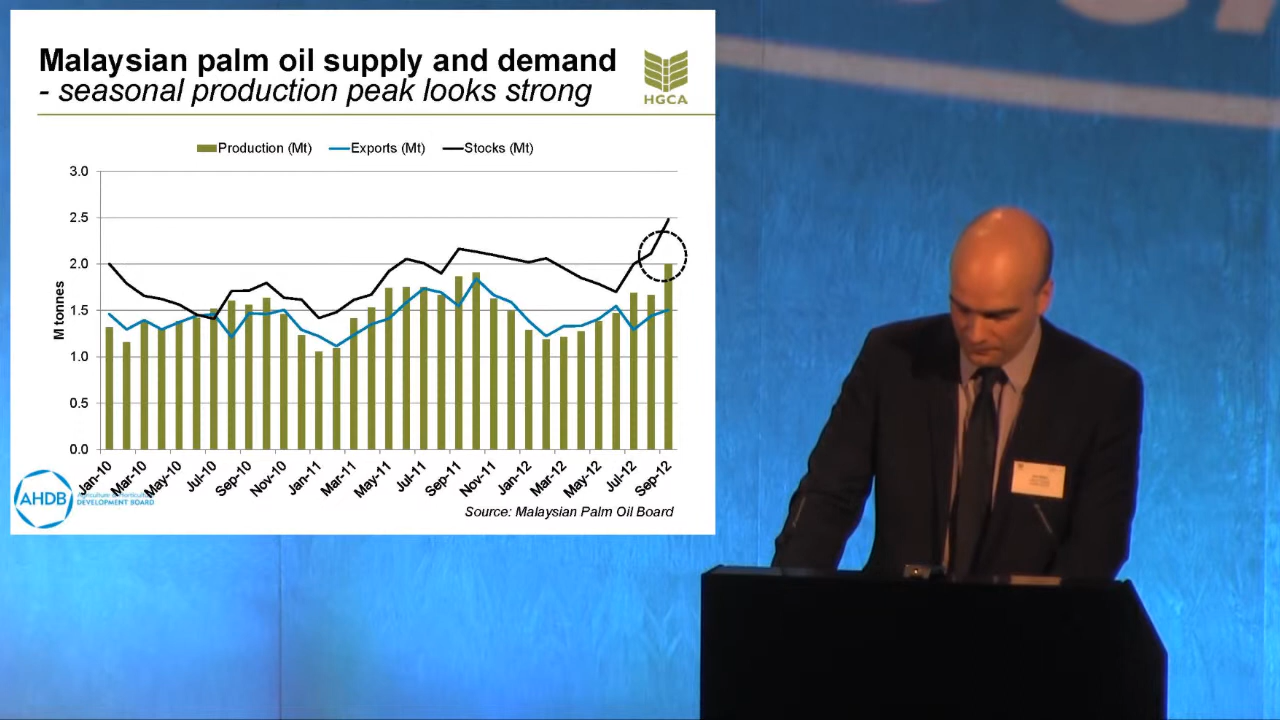 Malaysian palm oil supply and demand
- seasonal production peak looks strong
HGCA
Production (Mt) Exports (Mt) Stocks (Mt)
3.0
2.5
2.0
1.5
1.0
0.5
0.0
M tonnes
Jan-10 Mar-10 May-10 Jul-10 Sep-10 Nov-10 Jan-11 Mar-11 May-11 Jul-11 Sep-11 Nov-11 Jan-12 Mar-12 May-12 Jul-12 Sep-12
AHDB
DEVELOPMENT BOARD
Source: Malaysian Palm Oil Board